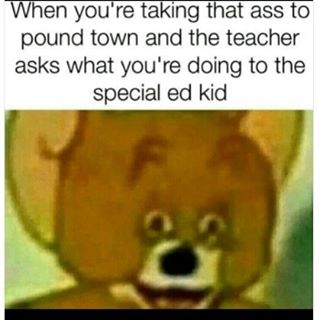 When you're taking that ass to
pound town and the teacher
asks what you're doing to the
special ed kid